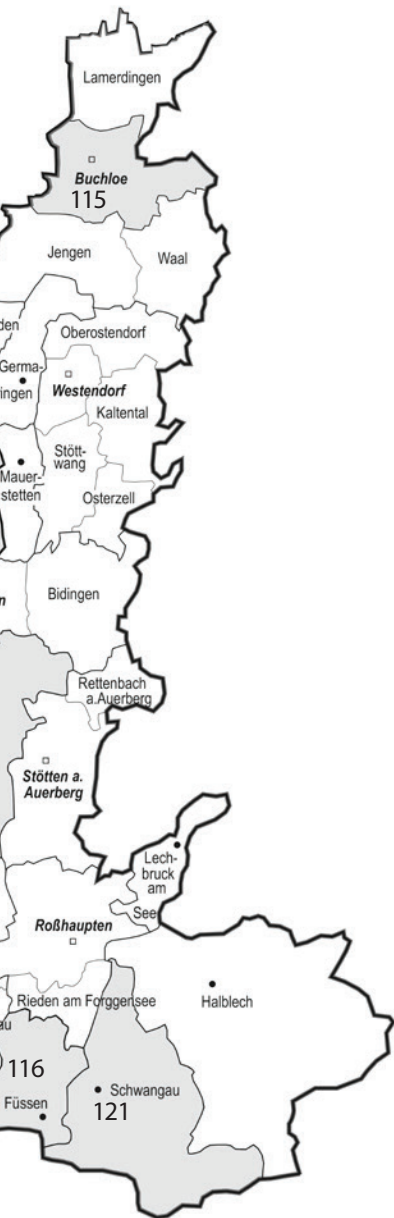 Lamerdingen
Buchloe
115
Jengen
Waal
den
Oberostendorf
Germa-
ringen
Westendorf
Kaltental
Stött-
wang
Mauer-
stetten
Osterzell
n
Bidingen
Rettenbach
a.Auerberg
Stötten a.
Auerberg
Lech-
bruck
am
See
Roßhaupten
Rieden am Forggensee
Halblech
au
116
Schwangau
Füssen
121